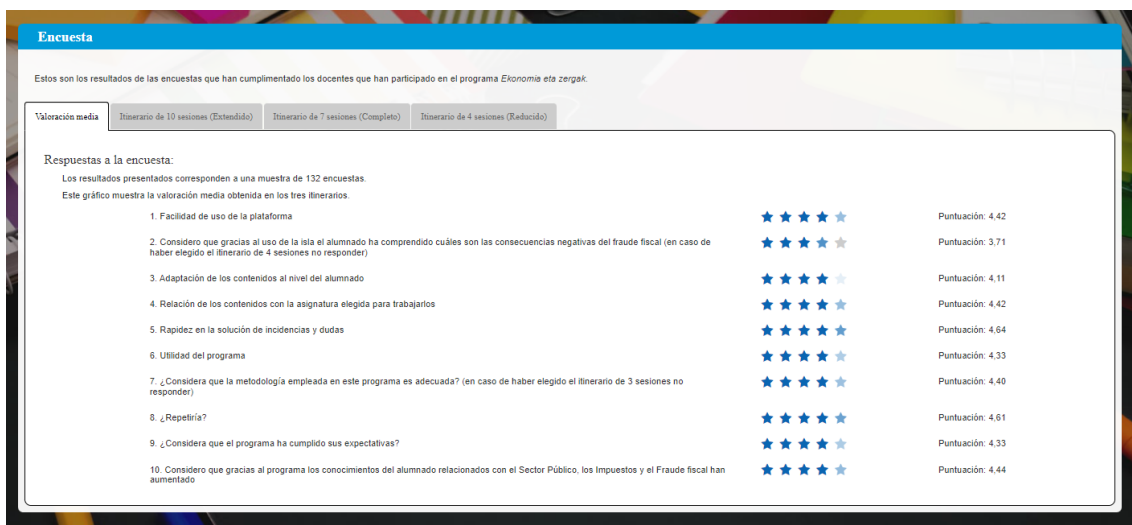 Encuesta
Estos son los resultados de las encuestas que han cumplimentado los docentes que han participado en el programa Ekonomia eta zergak.
Valoración media
Itinerario de 10 sesiones (Extendido)
Itinerario de 7 sesiones (Completo)
Itinerario de 4 sesiones (Reducido)
Respuestas a la encuesta:
Los resultados presentados corresponden a una muestra de 132 encuestas.
Este gráfico muestra la valoración media obtenida en los tres itinerarios.
1. Facilidad de uso de la plataforma
Puntuación: 4,42
2. Considero que gracias al uso de la isla el alumnado ha comprendido cuáles son las consecuencias negativas del fraude fiscal (en caso de
haber elegido el itinerario de 4 sesiones no responder)
Puntuación: 3,71
3. Adaptación de los contenidos al nivel del alumnado
Puntuación: 4,11
4. Relación de los contenidos con la asignatura elegida para trabajarlos
Puntuación: 4,42
5. Rapidez en la solución de incidencias y dudas
Puntuación: 4,64
6. Utilidad del programa
Puntuación: 4,33
7. ¿Considera que la metodología empleada en este programa es adecuada? (en caso de haber elegido el itinerario de 3 sesiones no
responder)
Puntuación: 4,40
8. ¿Repetiría?
Puntuación: 4,61
9. ¿Considera que el programa ha cumplido sus expectativas?
Puntuación: 4,33
10. Considero que gracias al programa los conocimientos del alumnado relacionados con el Sector Público, los Impuestos y el Fraude fiscal han
aumentado
Puntuación: 4,44